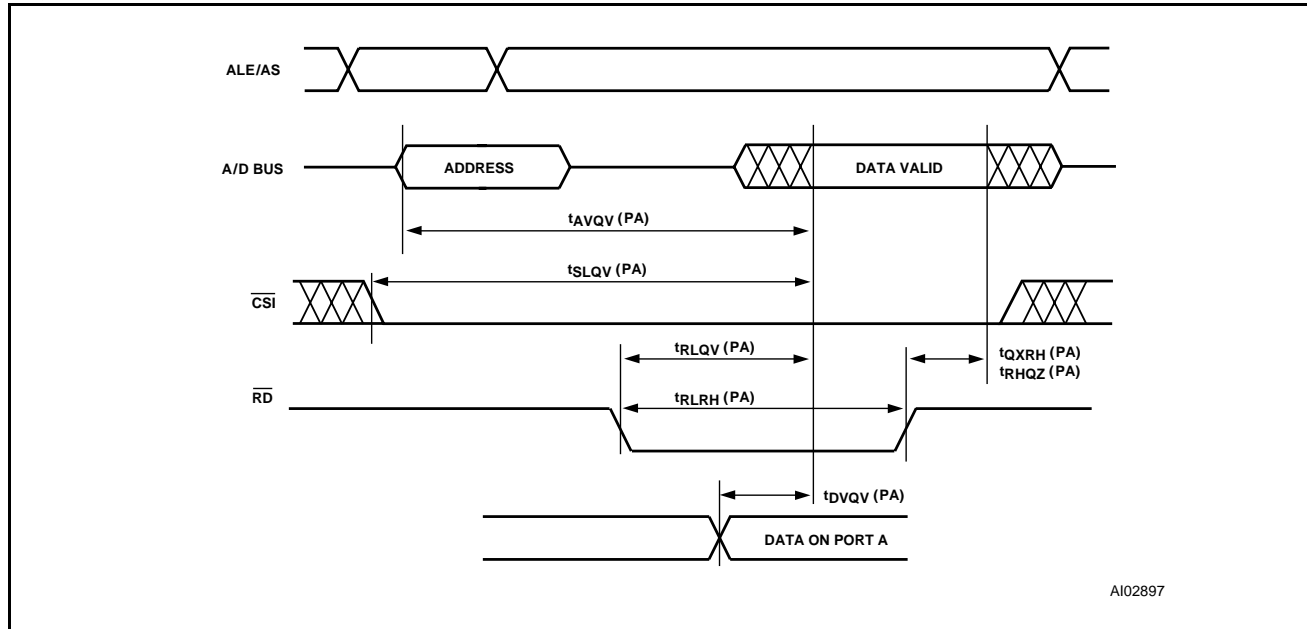 ALE/AS
A/D BUS
ADDRESS
DATA VALID
tAVQV (PA)
tSLQV (PA)
CSI
tRLQV (PA)
tQXRH (PA)
tRHQZ (PA)
RD
tRLRH (PA)
tDVQV (PA)
DATA ON PORT A
AI02897